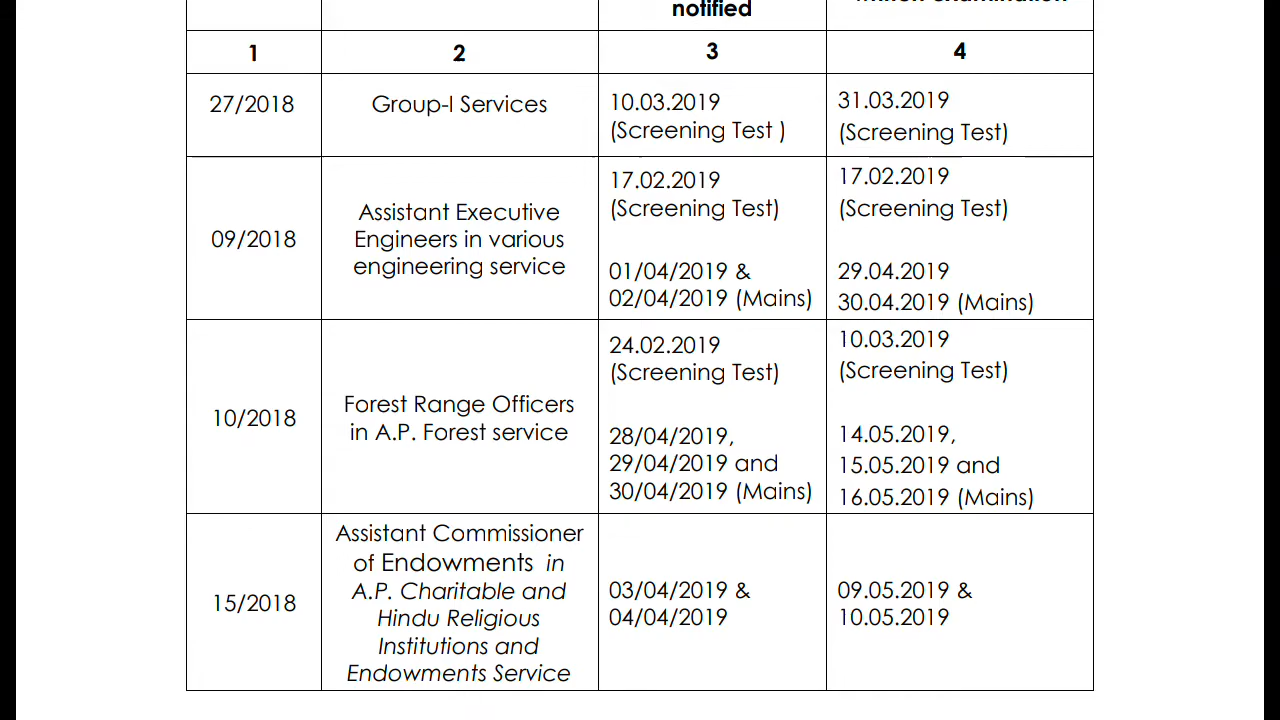 notified
1
2
3
4
27/2018
Group-I Services
10.03.2019
(Screening Test )
31.03.2019
(Screening Test)
09/2018
Assistant Executive
Engineers in various
engineering service
17.02.2019
(Screening Test)
01/04/2019 &
02/04/2019 (Mains)
17.02.2019
(Screening Test)
29.04.2019
30.04.2019 (Mains)
10/2018
Forest Range Officers
in A.P. Forest service
24.02.2019
(Screening Test)
28/04/2019,
29/04/2019 and
30/04/2019 (Mains)
10.03.2019
(Screening Test)
14.05.2019,
15.05.2019 and
16.05.2019 (Mains)
15/2018
Assistant Commissioner
of Endowments in
A.P. Charitable and
Hindu Religious
Institutions and
Endowments Service
03/04/2019 &
04/04/2019
09.05.2019 &
10.05.2019